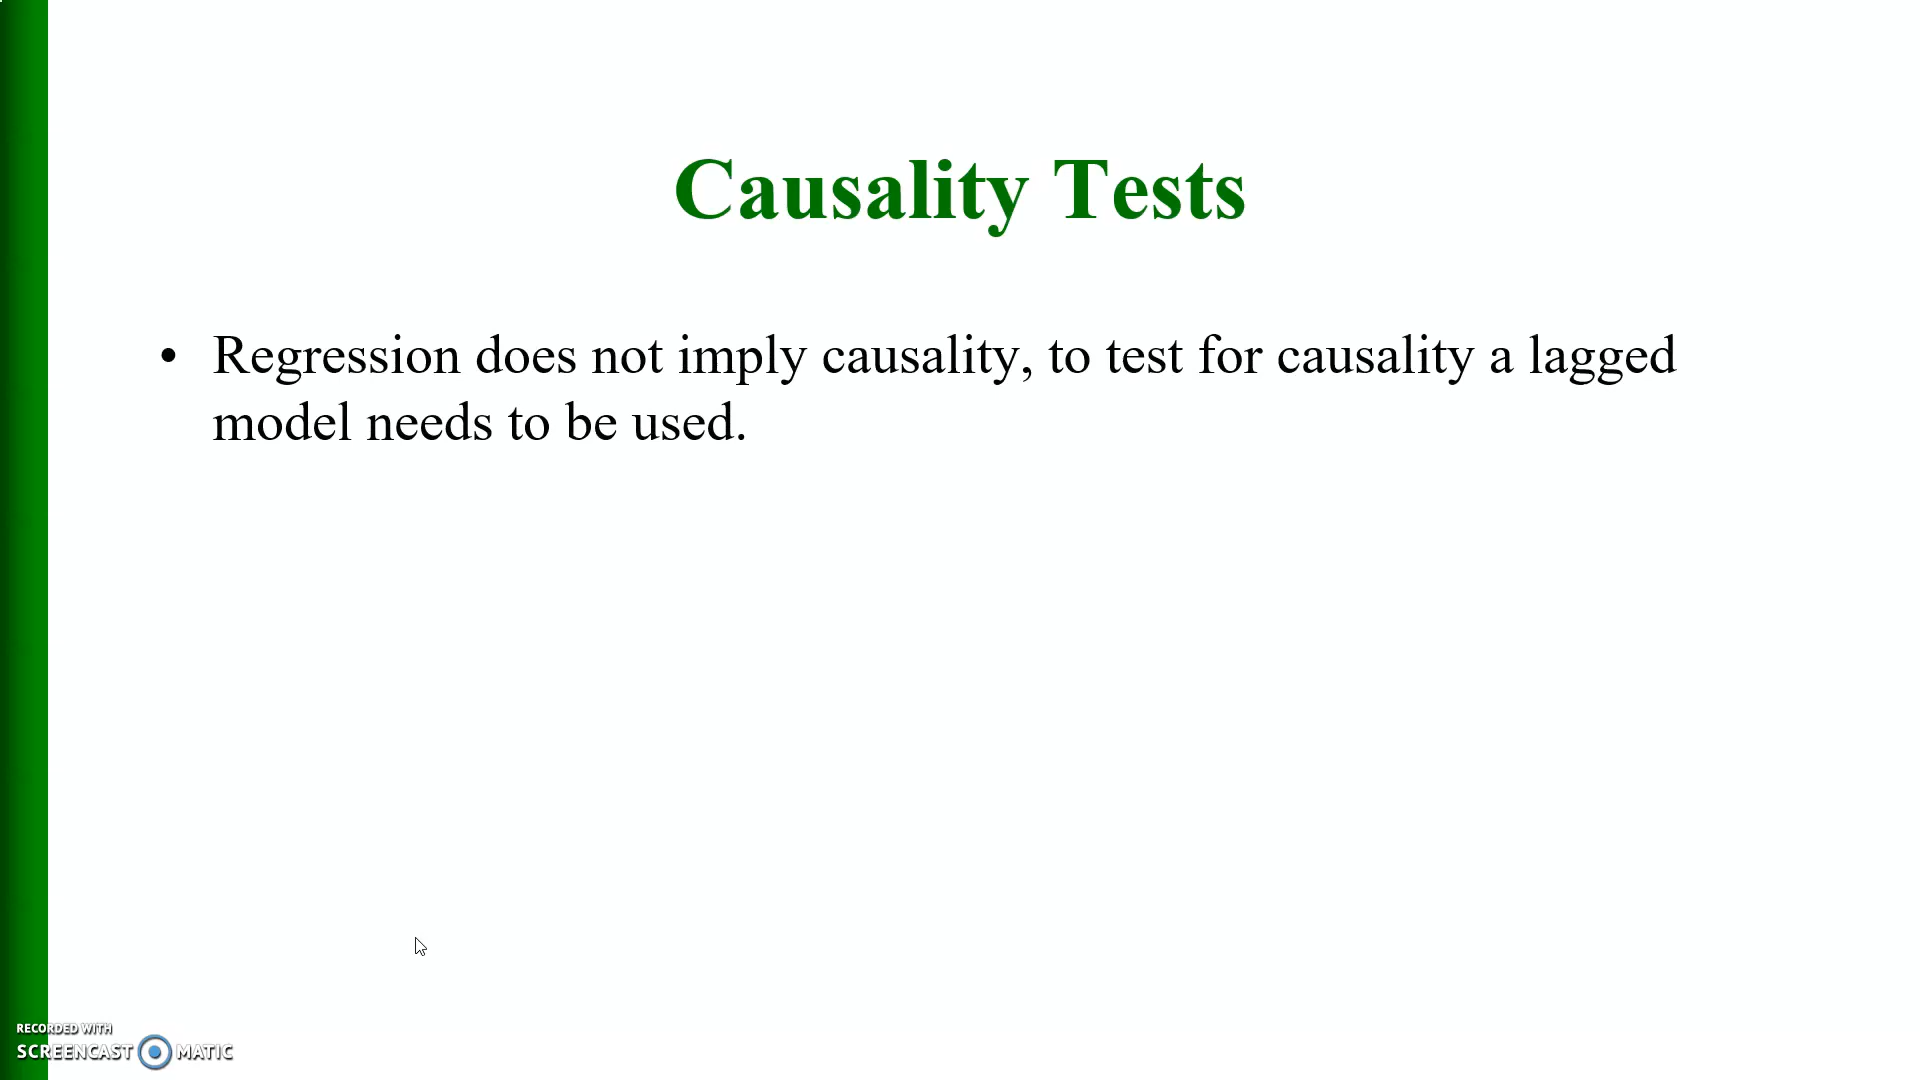 Causality Tests
• Regression does not imply causality, to test for causality a lagged
model needs to be used.
RECORDED WITH
SCREENCAST MATIC